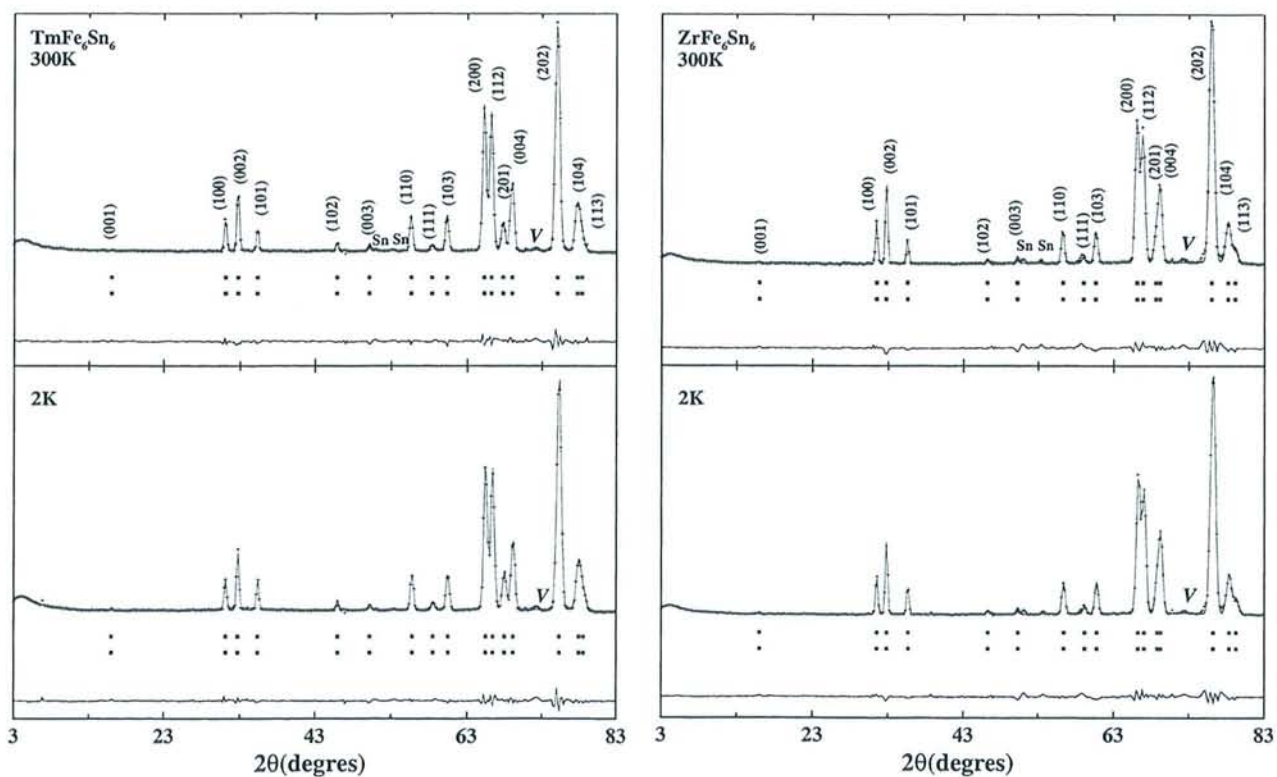 TmFe₆Sn₆
300K
(001)
(100)
(002)
(101)
(102)
(003)
Sn Sn
(110)
(111)
(103)
(200)
(112)
(201)
(004)
V
(202)
(104)
(113)
2K
V
3 23 43 63 83
2θ(degres)
ZrFe₆Sn₆
300K
(001)
(100)
(002)
(101)
(102)
(003)
Sn Sn
(110)
(111)
(103)
(200)
(112)
(201)
(004)
V
(202)
(104)
(113)
2K
V
3 23 43 63 83
2θ(degres)